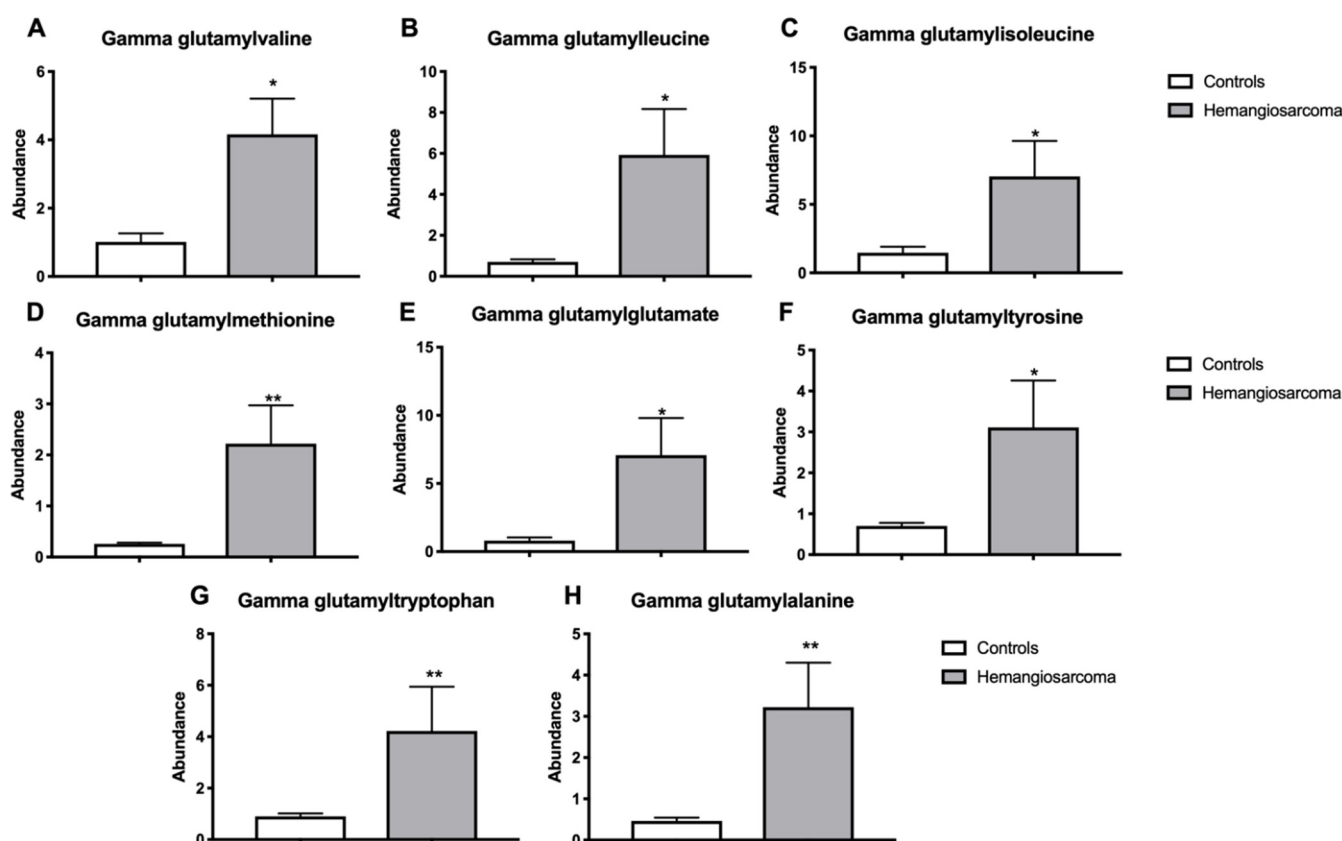 A
Gamma glutamylvaline
Abundance
6
4
2
0
*
B
Gamma glutamylleucine
Abundance
10
8
6
4
2
0
*
C
Gamma glutamylisoleucine
Abundance
15
10
5
0
*
Controls
Hemangiosarcoma
D
Gamma glutamylmethionine
Abundance
4
3
2
1
0
**
E
Gamma glutamylglutamate
Abundance
15
10
5
0
*
F
Gamma glutamyltyrosine
Abundance
5
4
3
2
1
0
*
Controls
Hemangiosarcoma
G
Gamma glutamyltryptophan
Abundance
8
6
4
2
0
**
H
Gamma glutamylalanine
Abundance
5
4
3
2
1
0
**
Controls
Hemangiosarcoma